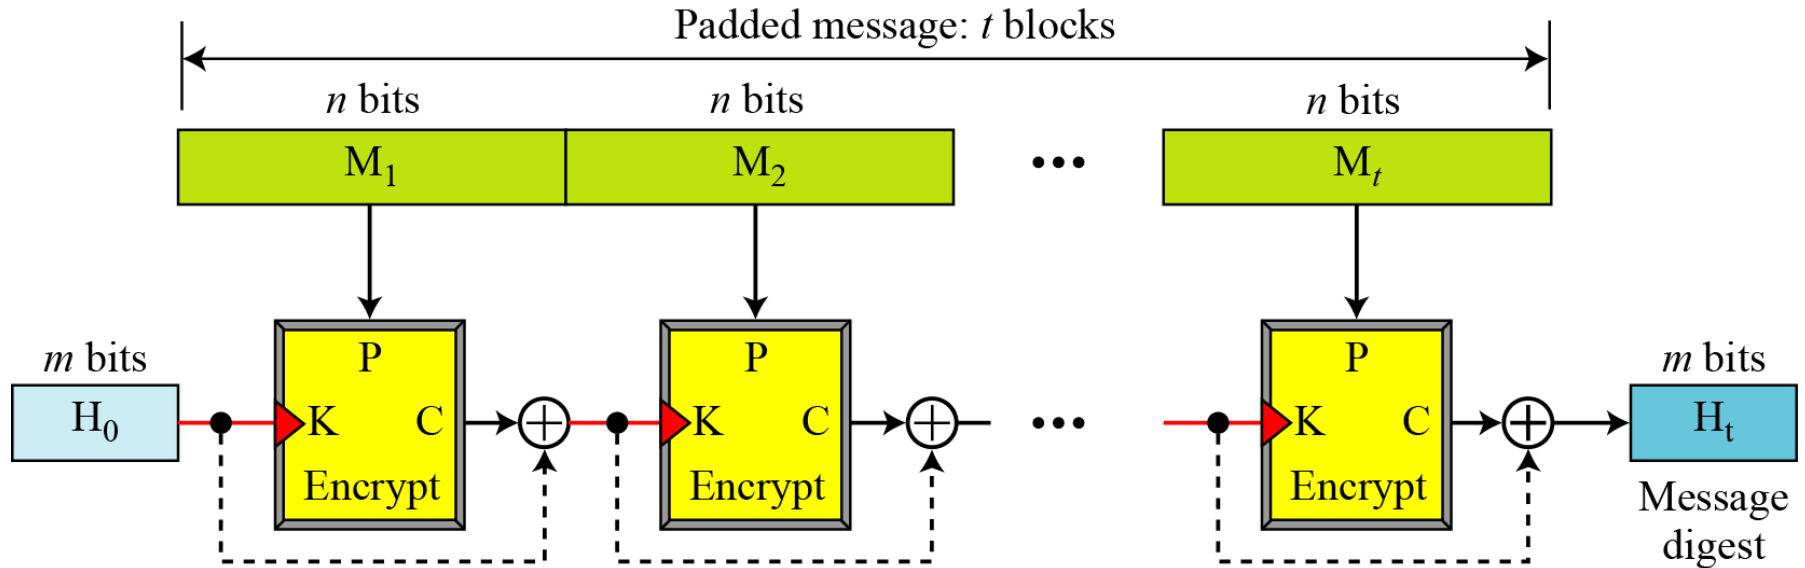 Padded message: t blocks
n bits
n bits
n bits
M1
M2
...
Mt
m bits
H0
P
K
C
Encrypt
P
K
C
Encrypt
...
P
K
C
Encrypt
m bits
Ht
Message
digest